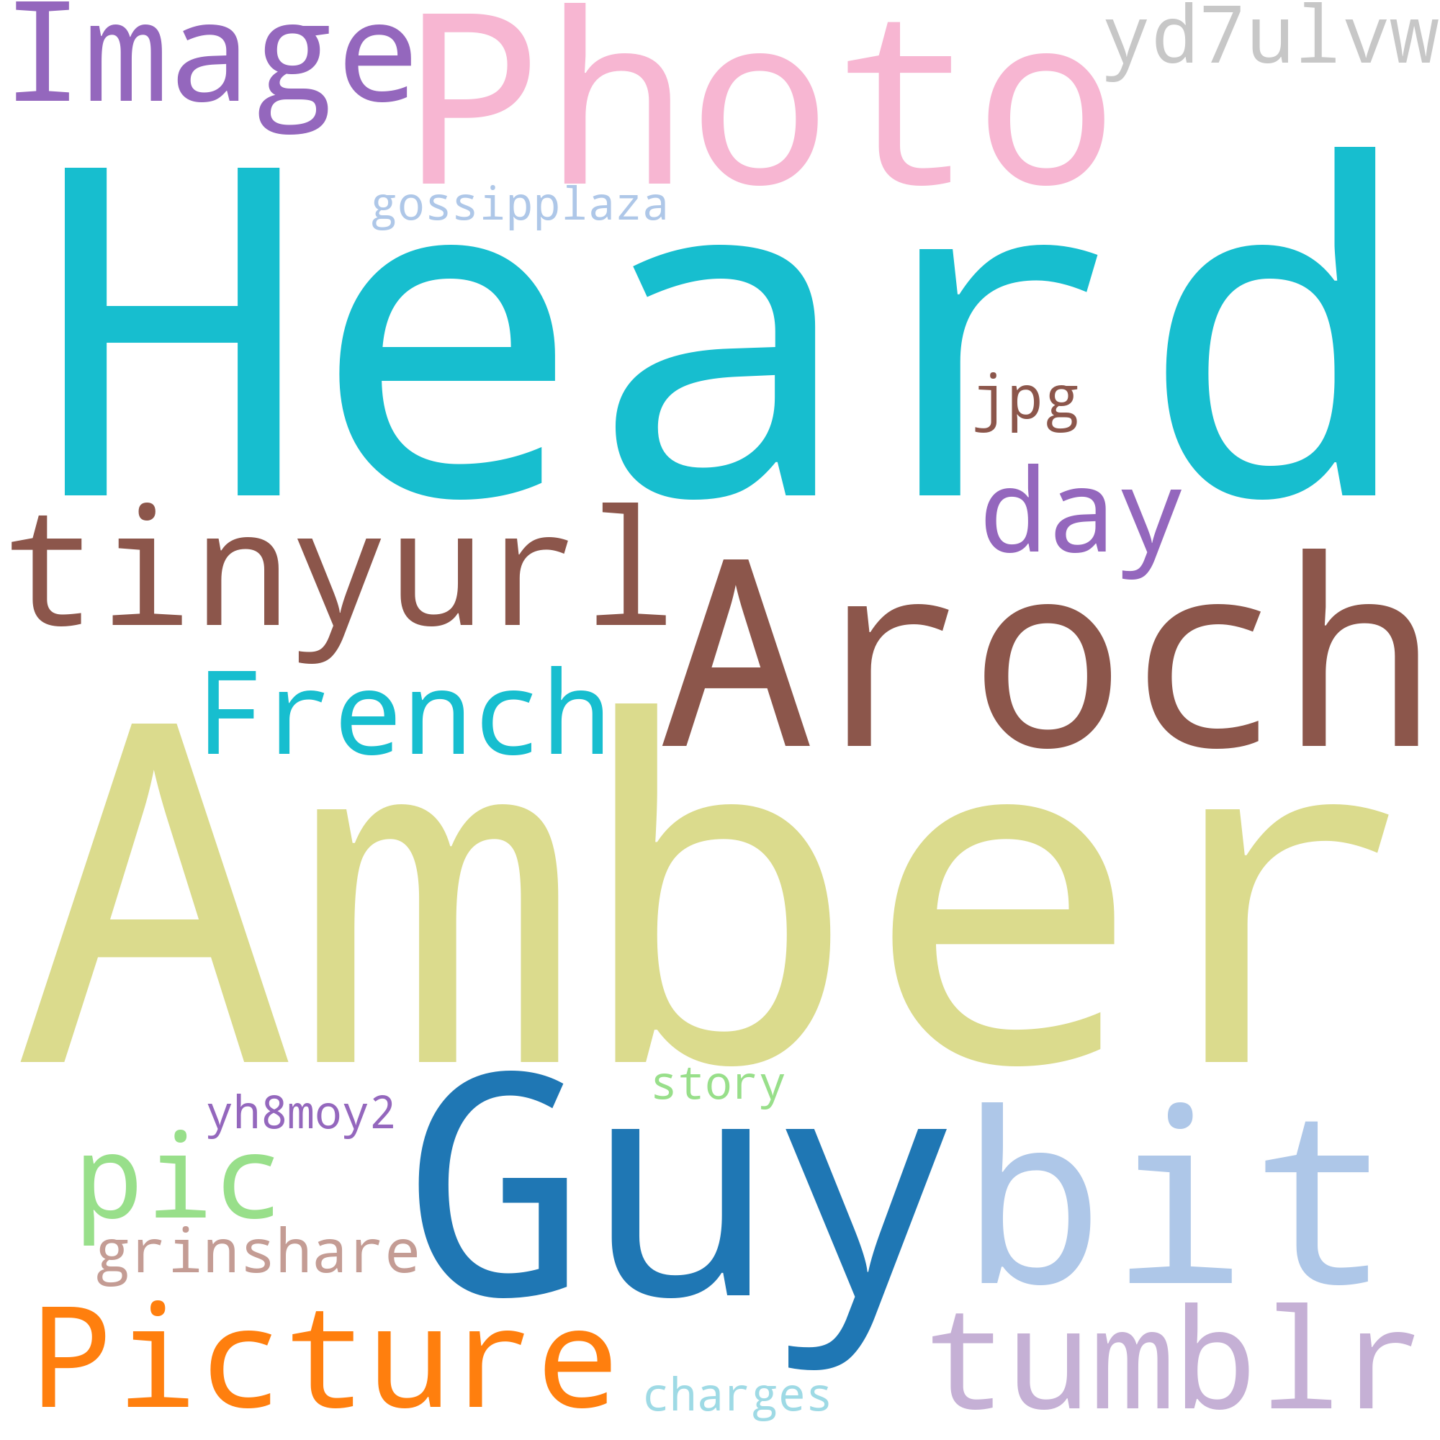 Image Photo yd7ulvw
gossipplaza
Heard
jpg
day
tinyurl
Aroch
French
Amber
story
yh8moy2
Guy
bit
pic
grinshare
Picture
tumblr
charges